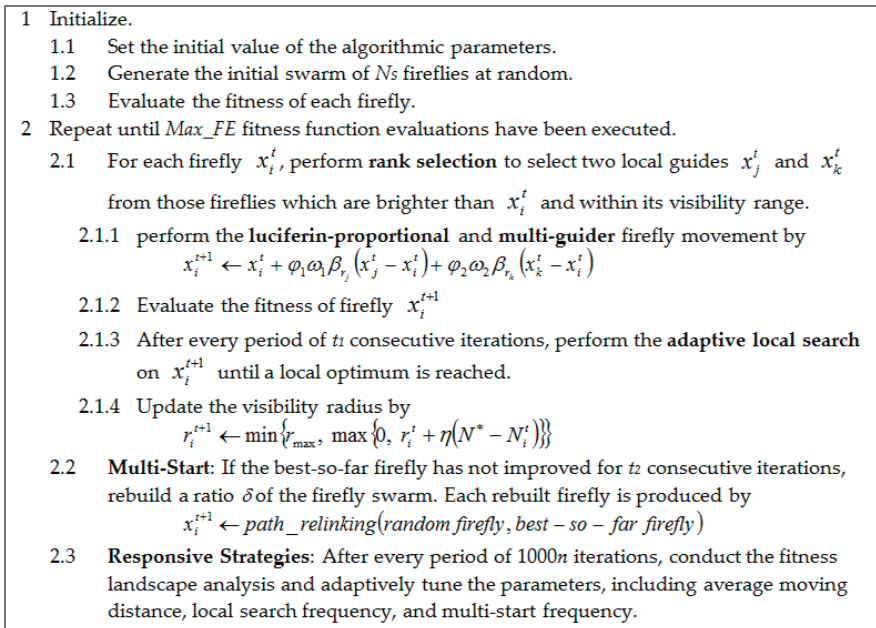 1 Initialize.
1.1 Set the initial value of the algorithmic parameters.
1.2 Generate the initial swarm of Ns fireflies at random.
1.3 Evaluate the fitness of each firefly.
2 Repeat until Max_FE fitness function evaluations have been executed.
2.1 For each firefly x_i^t, perform rank selection to select two local guides x_j^t and x_k^t
from those fireflies which are brighter than x_i^t and within its visibility range.
2.1.1 perform the luciferin-proportional and multi-guider firefly movement by
x_i^{t+1} ← x_i^t + φ_1ω_1β_{r_j}(x_j^t − x_i^t) + φ_2ω_2β_{r_k}(x_k^t − x_i^t)
2.1.2 Evaluate the fitness of firefly x_i^{t+1}
2.1.3 After every period of t1 consecutive iterations, perform the adaptive local search
on x_i^{t+1} until a local optimum is reached.
2.1.4 Update the visibility radius by
r_i^{t+1} ← min{r_max, max{0, r_i^t + η(N* − N_i^t)}}
2.2 Multi-Start: If the best-so-far firefly has not improved for t2 consecutive iterations,
rebuild a ratio δ of the firefly swarm. Each rebuilt firefly is produced by
x_i^{t+1} ← path_relinking(random firefly, best − so − far firefly)
2.3 Responsive Strategies: After every period of 1000n iterations, conduct the fitness
landscape analysis and adaptively tune the parameters, including average moving
distance, local search frequency, and multi-start frequency.